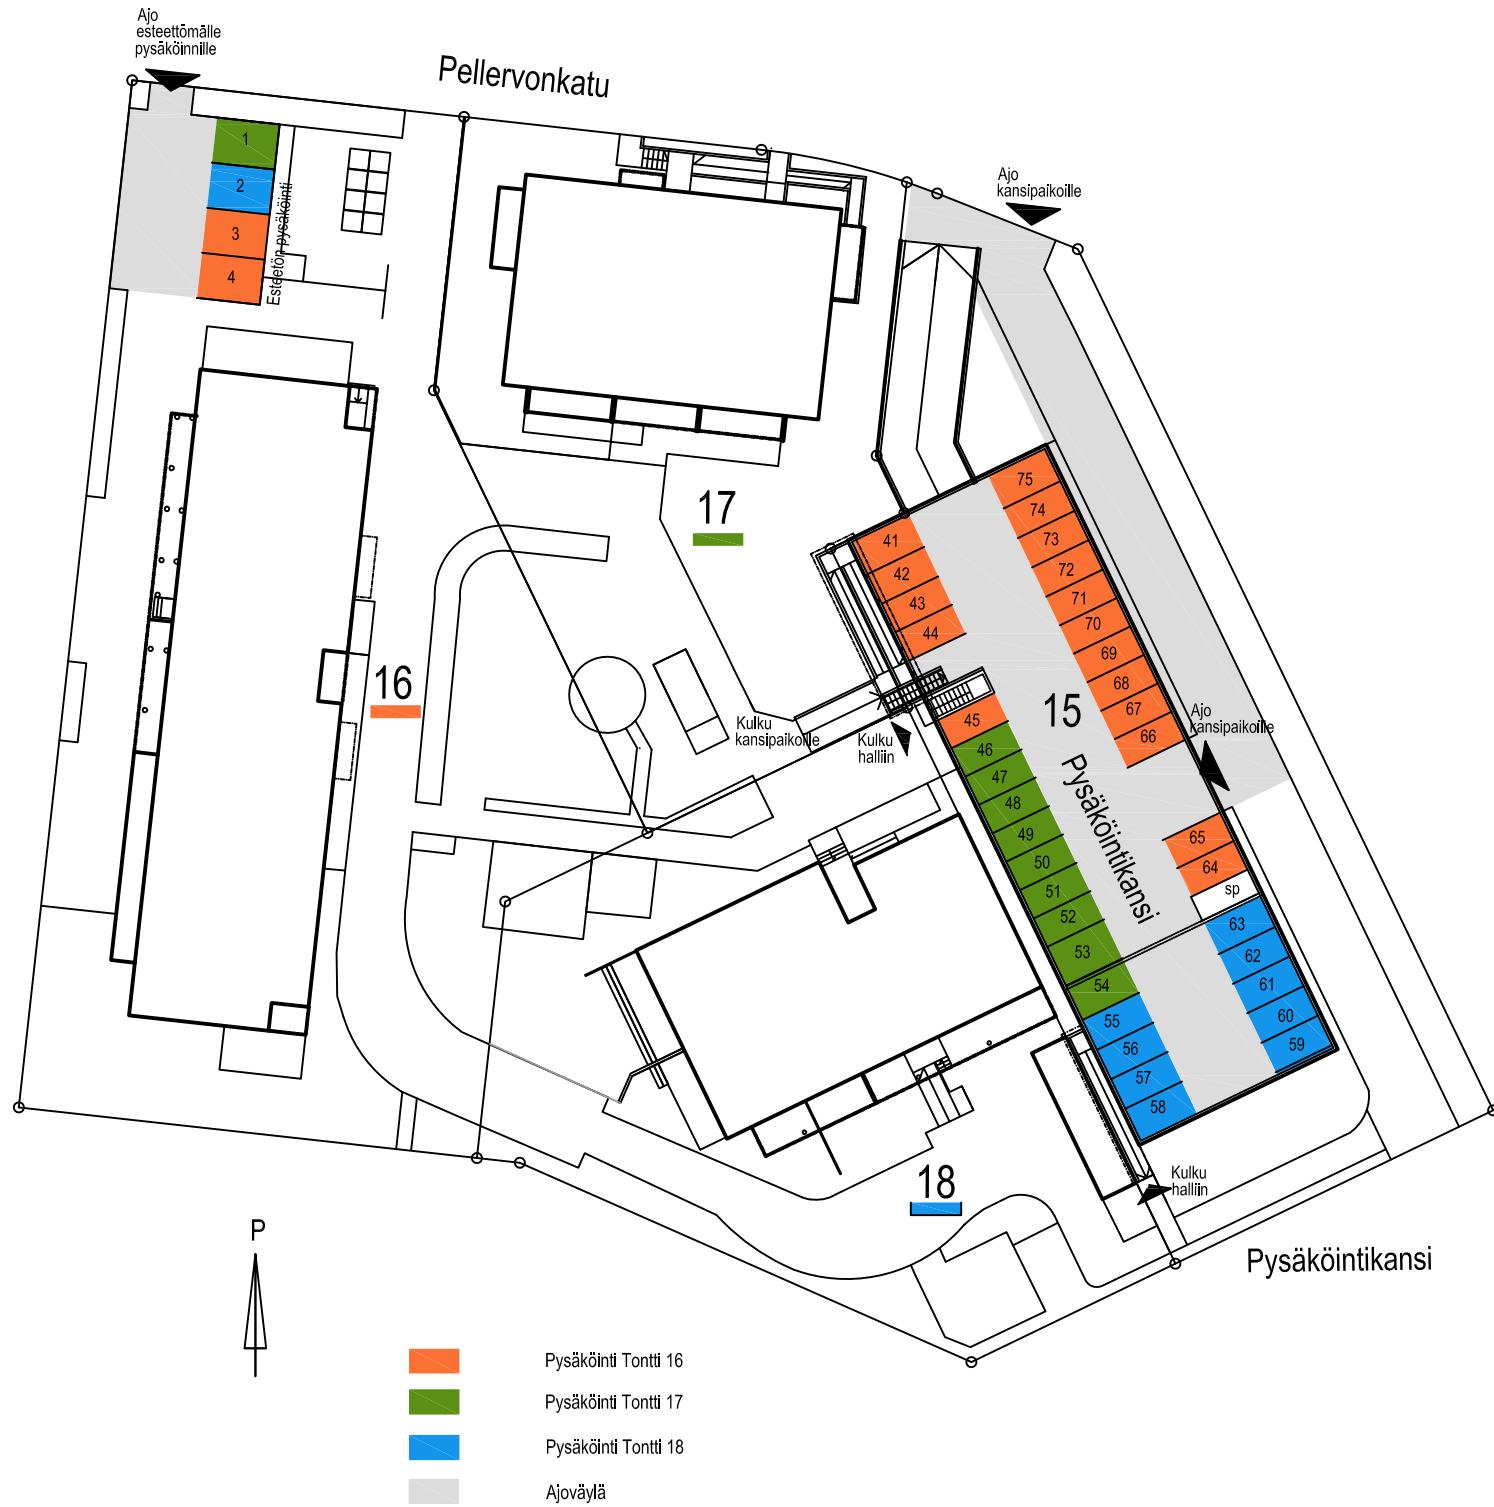 Ajo
esteettömälle
pysäköinnille
Pellervonkatu
Ajo
kansipaikoille
1
2
3
4
Esteetön pysäköinti
17
16
15
Pysäköintikansi
75
74
73
72
71
70
69
68
67
66
41
42
43
44
45
46
47
48
49
50
51
52
53
54
55
56
57
58
65
64
sp
63
62
61
60
59
Ajo
kansipaikoille
Kulku
kansipaikoille
Kulku
halliin
18
Kulku
halliin
Pysäköintikansi
P
Pysäköinti Tontti 16
Pysäköinti Tontti 17
Pysäköinti Tontti 18
Ajoväylä